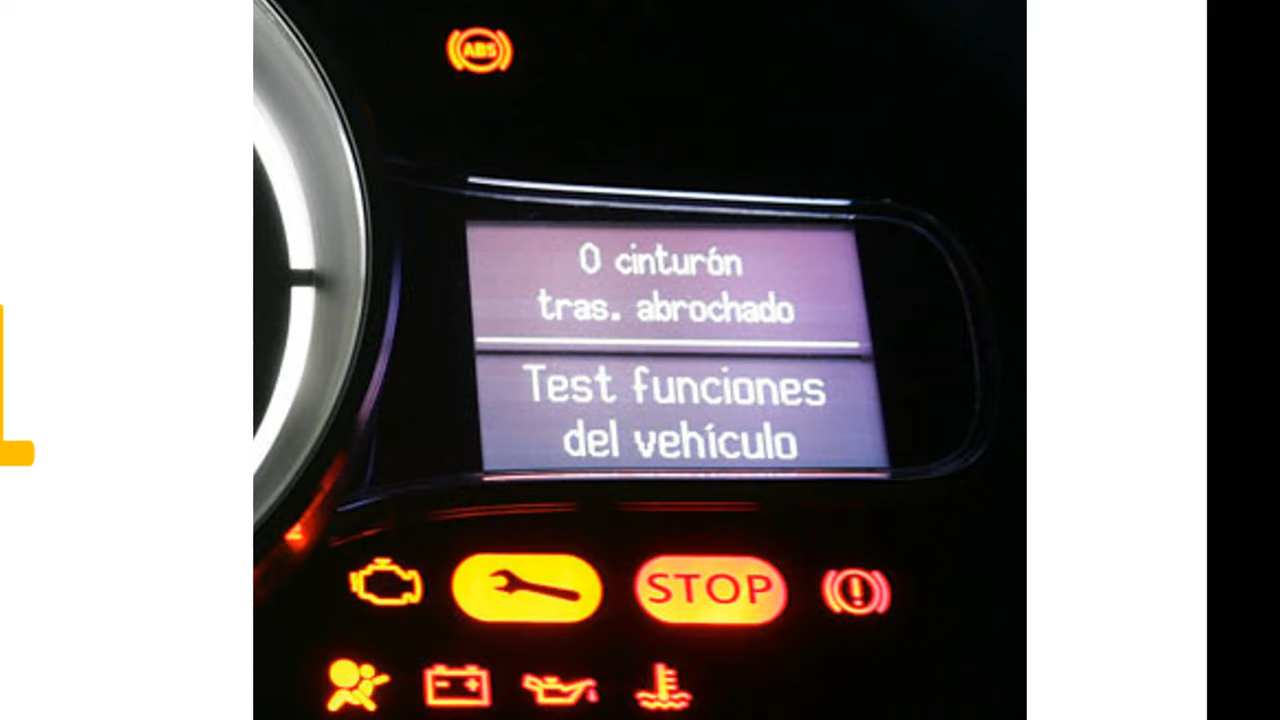 ABS
0 cinturón
tras. abrochado
Test funciones
del vehículo
STOP